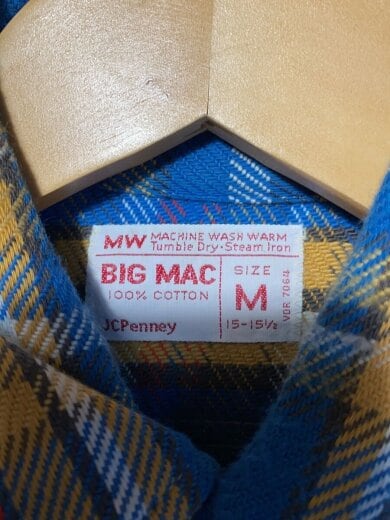 MW MACHINE WASH WARM
Tumble Dry·Steam Iron
BIG MAC
100% COTTON
JCPenney
SIZE
M
15-15½
VDR 7064